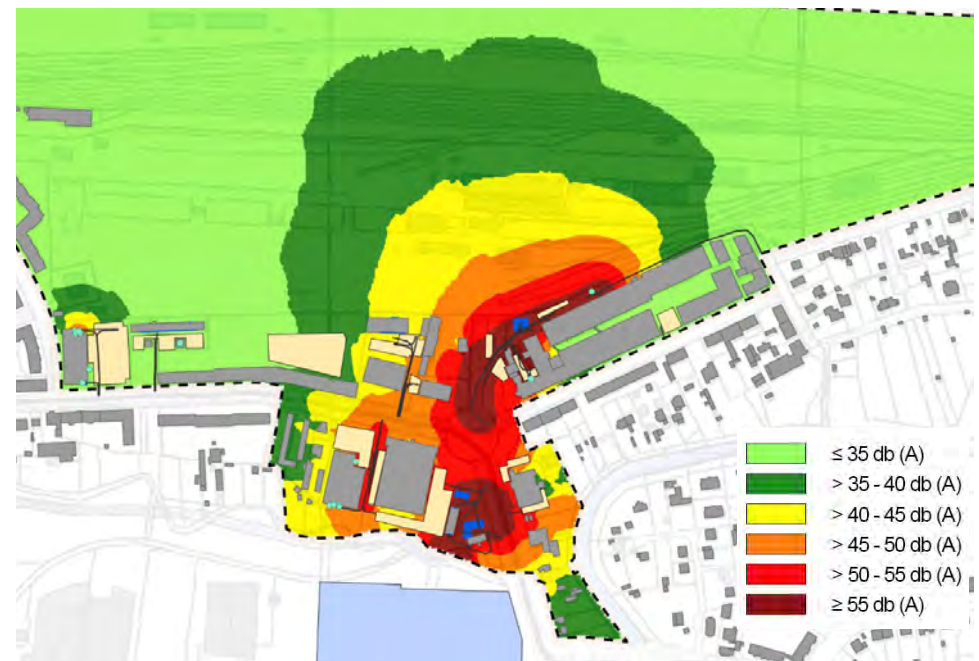 ≤ 35 db (A)
> 35 - 40 db (A)
> 40 - 45 db (A)
> 45 - 50 db (A)
> 50 - 55 db (A)
≥ 55 db (A)